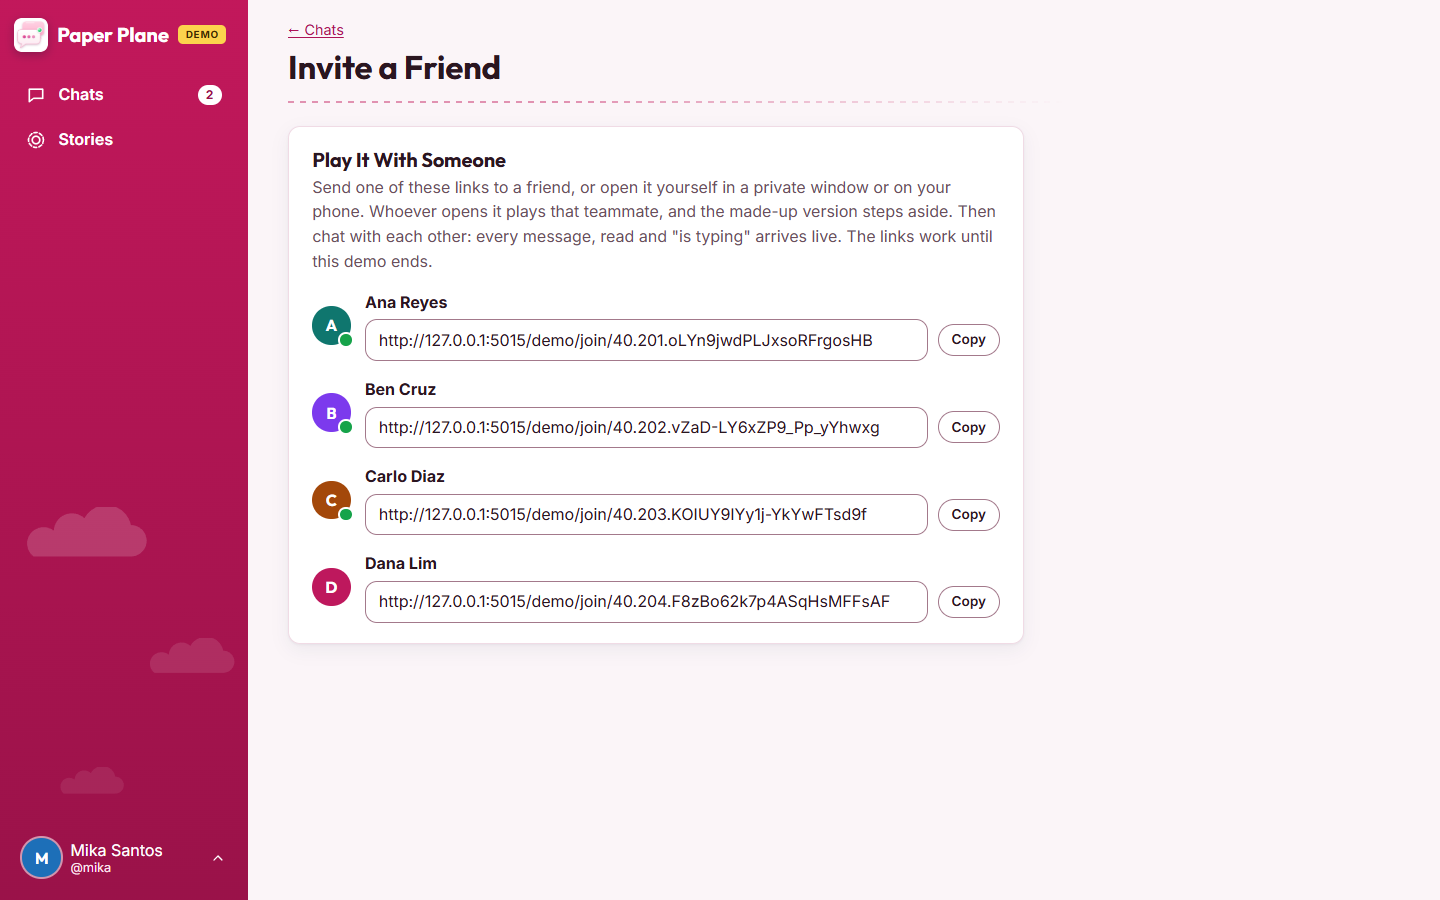 Paper Plane DEMO
Chats 2
Stories
← Chats
Invite a Friend
Play It With Someone
Send one of these links to a friend, or open it yourself in a private window or on your
phone. Whoever opens it plays that teammate, and the made-up version steps aside. Then
chat with each other: every message, read and "is typing" arrives live. The links work until
this demo ends.
Ana Reyes
A
http://127.0.0.1:5015/demo/join/40.201.oLYn9jwdPLJxsoRFrgosHB
Copy
Ben Cruz
B
http://127.0.0.1:5015/demo/join/40.202.vZaD-LY6xZP9_Pp_yYhwxg
Copy
Carlo Diaz
C
http://127.0.0.1:5015/demo/join/40.203.KOIUY9IYy1j-YkYwFTsd9f
Copy
Dana Lim
D
http://127.0.0.1:5015/demo/join/40.204.F8zBo62k7p4ASqHsMFFsAF
Copy
M
Mika Santos
@mika